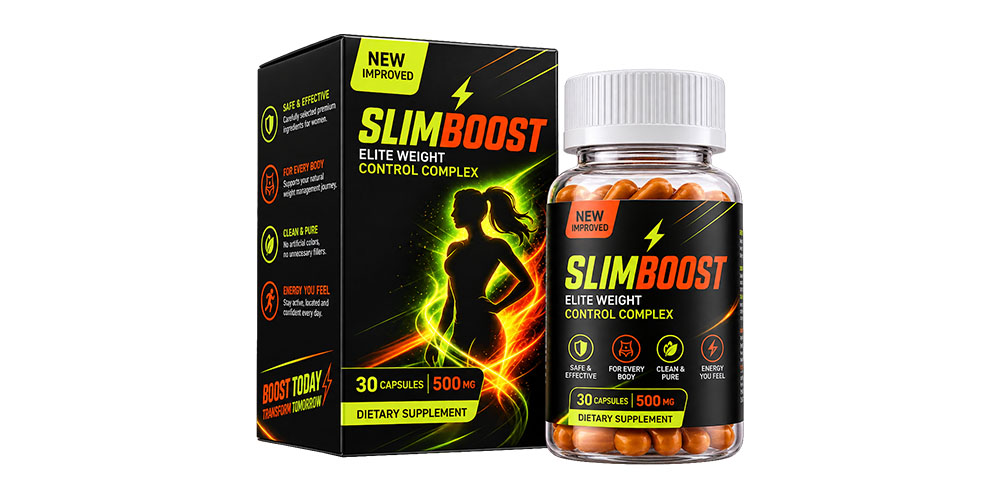 NEW
IMPROVED
SLIMBOOST
ELITE WEIGHT
CONTROL COMPLEX
30 CAPSULES | 500 MG
DIETARY SUPPLEMENT
SAFE & EFFECTIVE
Carefully selected premium
ingredients for women.
FOR EVERY BODY
Supports your natural
weight management journey.
CLEAN & PURE
No artificial colors,
no unnecesary fillers.
ENERGY YOU FEEL
Stay active, located and
confident every day.
BOOST TODAY
TRANSFORM TOMORROW
NEW
IMPROVED
SLIMBOOST
ELITE WEIGHT
CONTROL COMPLEX
SAFE &
EFFECTIVE
FOR EVERY
BODY
CLEAN &
PURE
ENERGY
YOU FEEL
30 CAPSULES | 500 MG
DIETARY SUPPLEMENT